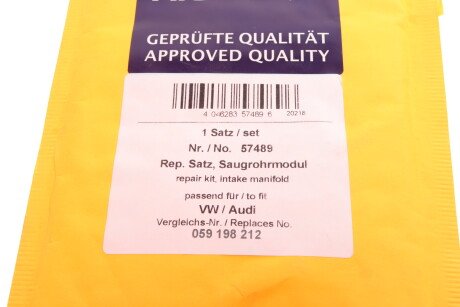 GEPRÜFTE QUALITÄT
APPROVED QUALITY
4 046283 57489 6 20218
1 Satz / set
Nr. / No. 57489
Rep. Satz, Saugrohrmodul
repair kit, intake manifold
passend für / to fit
VW / Audi
Vergleichs-Nr. / Replaces No.
059 198 212